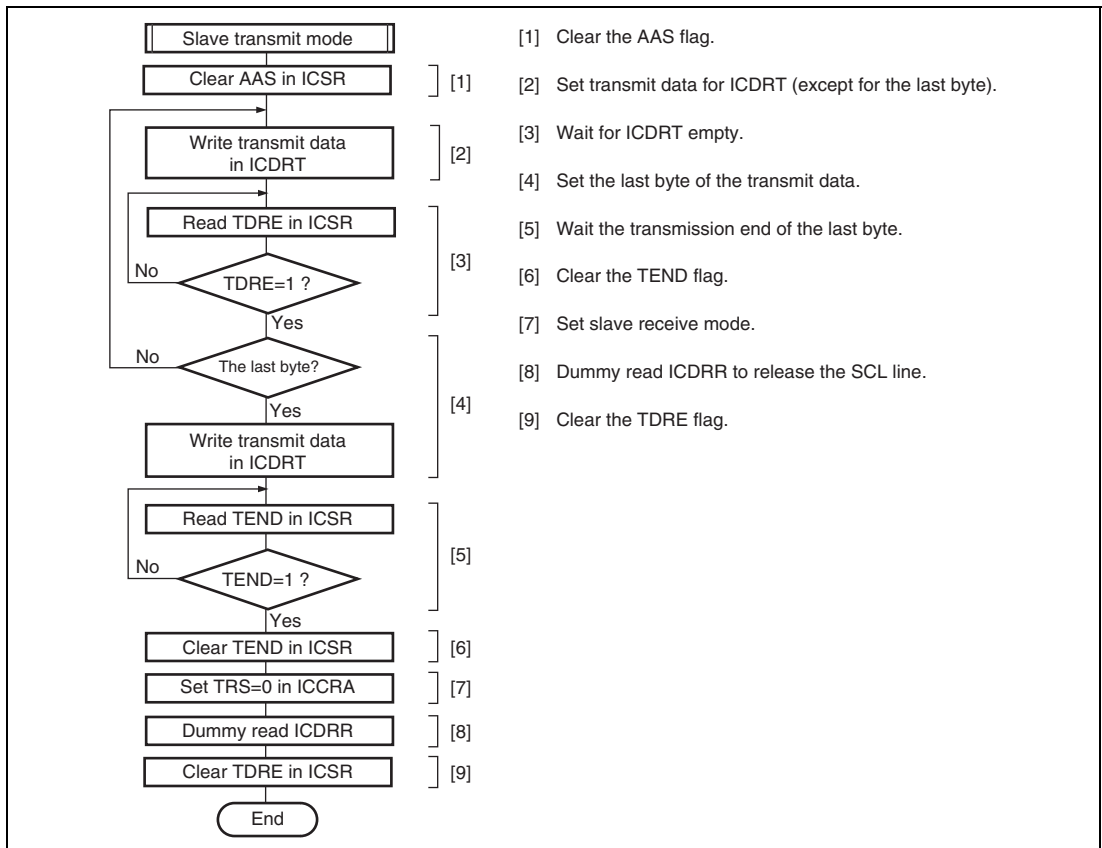 Slave transmit mode
Clear AAS in ICSR
[1]
Write transmit data
in ICDRT
[2]
Read TDRE in ICSR
No
TDRE=1 ?
[3]
Yes
No
The last byte?
[4]
Yes
Write transmit data
in ICDRT
Read TEND in ICSR
No
TEND=1 ?
[5]
Yes
Clear TEND in ICSR
[6]
Set TRS=0 in ICCRA
[7]
Dummy read ICDRR
[8]
Clear TDRE in ICSR
[9]
End
[1] Clear the AAS flag.
[2] Set transmit data for ICDRT (except for the last byte).
[3] Wait for ICDRT empty.
[4] Set the last byte of the transmit data.
[5] Wait the transmission end of the last byte.
[6] Clear the TEND flag.
[7] Set slave receive mode.
[8] Dummy read ICDRR to release the SCL line.
[9] Clear the TDRE flag.